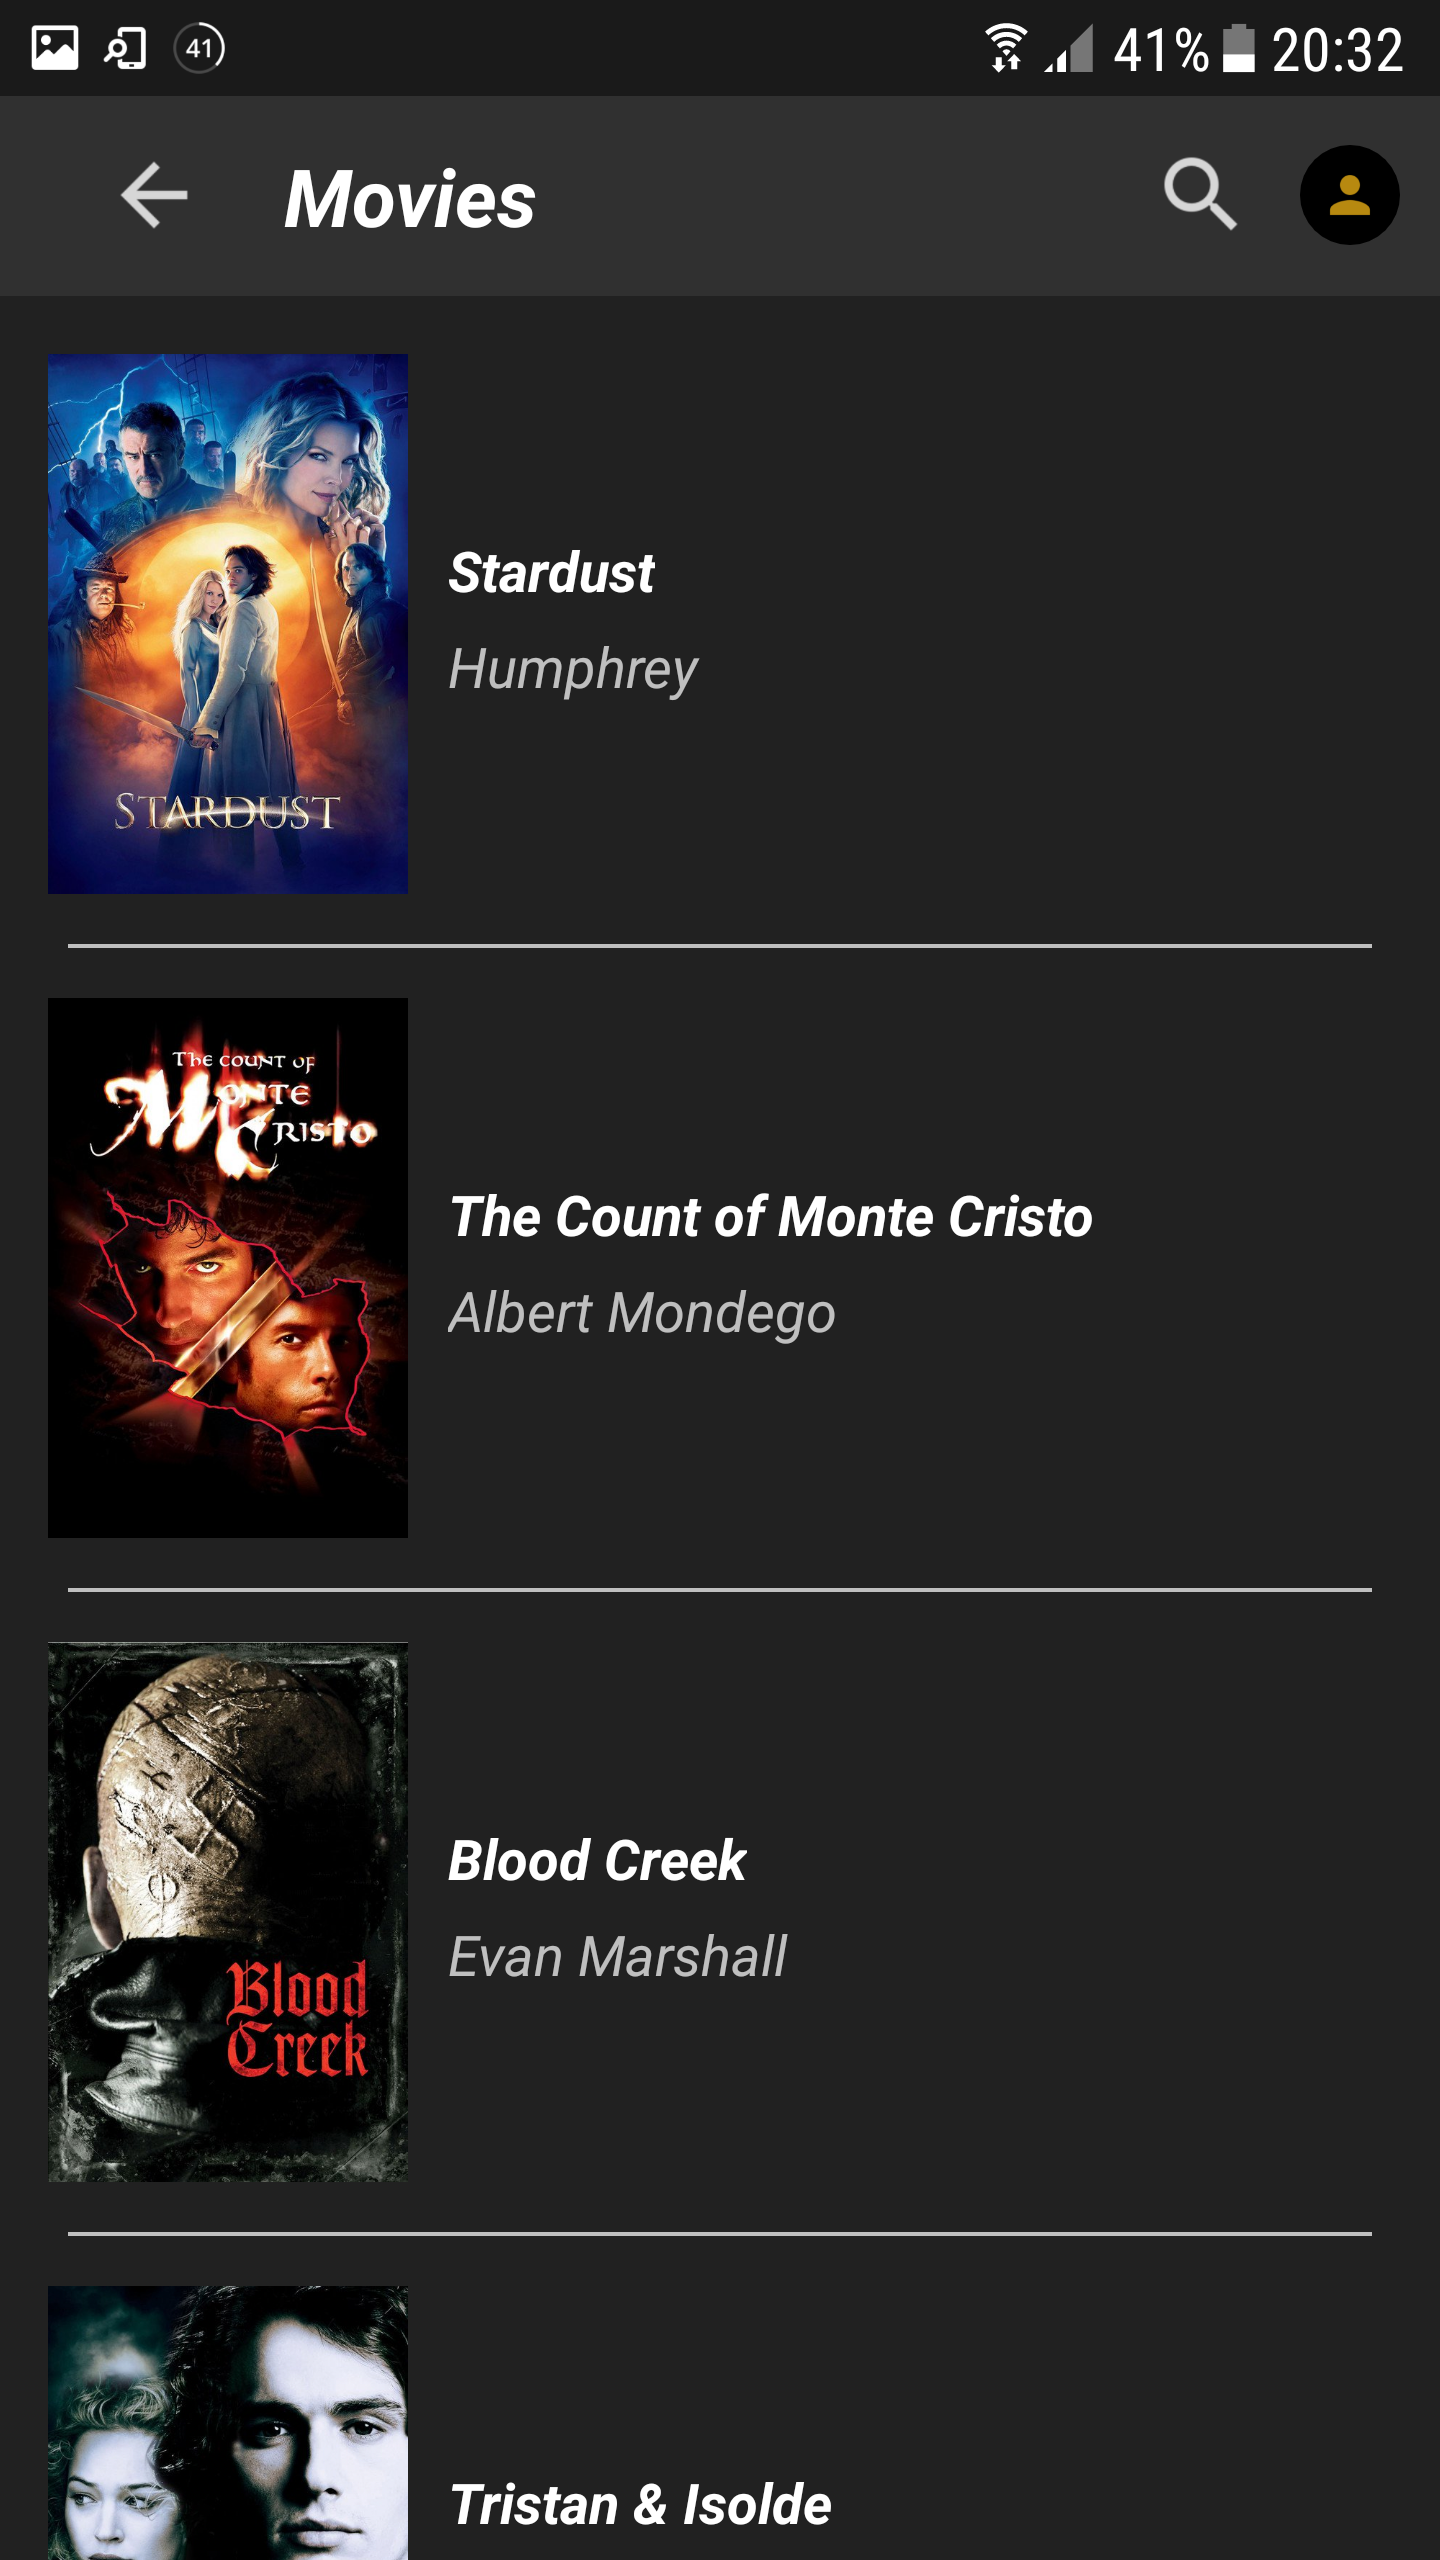 41
41% 20:32
Movies
STARDUST
Stardust
Humphrey
THE COUNT OF
MONTE
CRISTO
The Count of Monte Cristo
Albert Mondego
Blood
Creek
Blood Creek
Evan Marshall
Tristan & Isolde